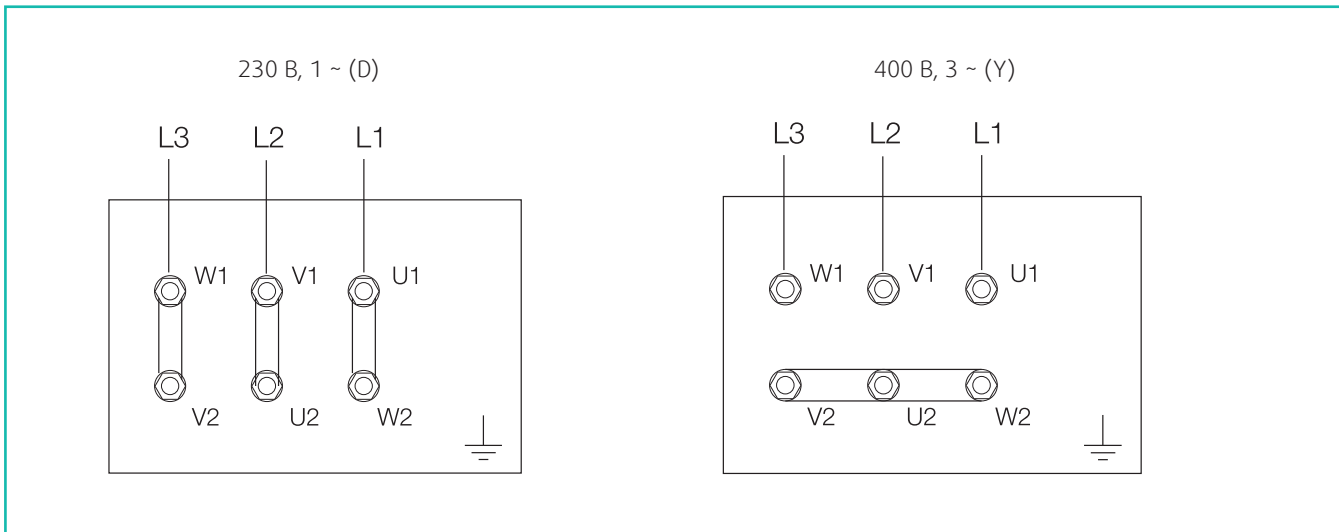 230 В, 1 ~ (D)
L3 L2 L1
W1 V1 U1
V2 U2 W2
400 В, 3 ~ (Y)
L3 L2 L1
W1 V1 U1
V2 U2 W2